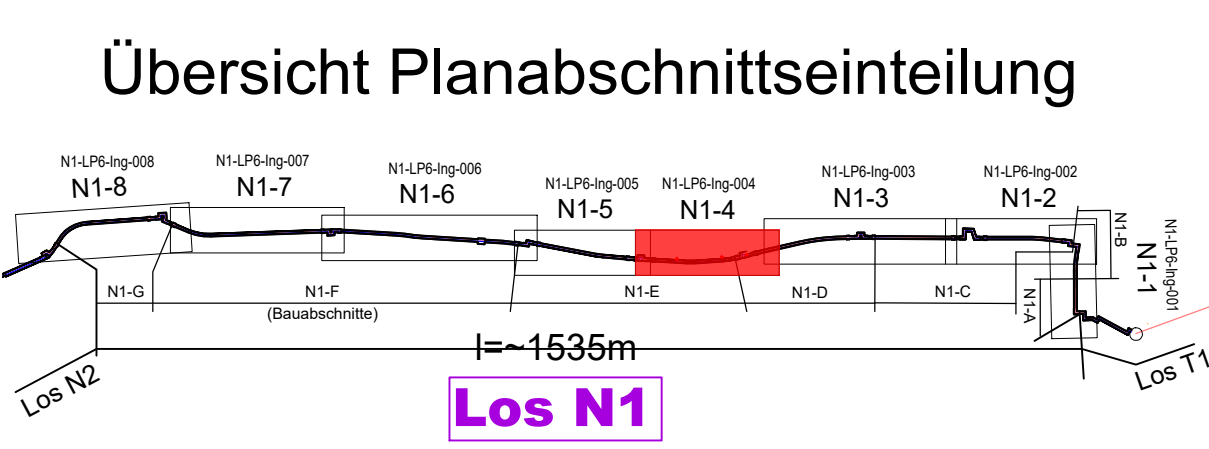 Übersicht Planabschnittseinteilung
N1-LP6-Ing-008
N1-8
N1-LP6-Ing-007
N1-7
N1-LP6-Ing-006
N1-6
N1-LP6-Ing-005
N1-5
N1-LP6-Ing-004
N1-4
N1-LP6-Ing-003
N1-3
N1-LP6-Ing-002
N1-2
N1-LP6-Ing-001
N1-1
N1-B
N1-A
N1-G
N1-F
(Bauabschnitte)
N1-E
N1-D
N1-C
l=~1535m
Los N2
Los T1
Los N1